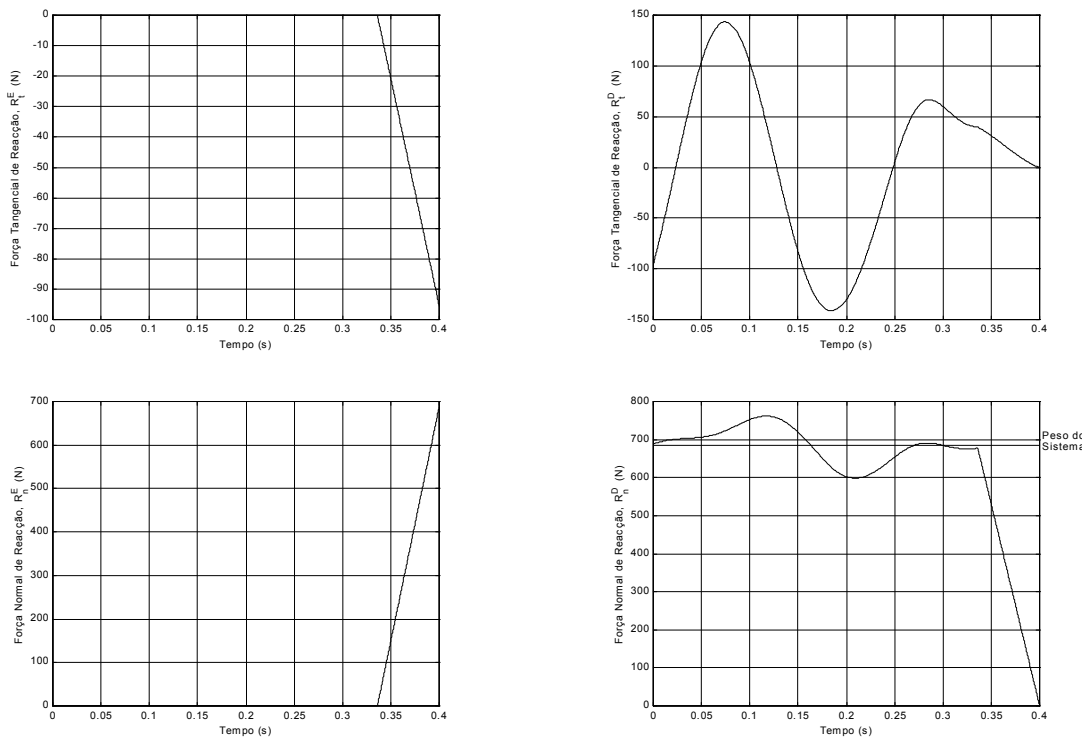 0
-10
-20
-30
-40
-50
-60
-70
-80
-90
-100
0 0.05 0.1 0.15 0.2 0.25 0.3 0.35 0.4
Tempo (s)
Força Tangencial de Reacção, R_t^E (N)
150
100
50
0
-50
-100
-150
0 0.05 0.1 0.15 0.2 0.25 0.3 0.35 0.4
Tempo (s)
Força Tangencial de Reacção, R_t^D (N)
700
600
500
400
300
200
100
0
0 0.05 0.1 0.15 0.2 0.25 0.3 0.35 0.4
Tempo (s)
Força Normal de Reacção, R_n^E (N)
800
700
600
500
400
300
200
100
0
0 0.05 0.1 0.15 0.2 0.25 0.3 0.35 0.4
Tempo (s)
Força Normal de Reacção, R_n^D (N)
Peso do
Sistema